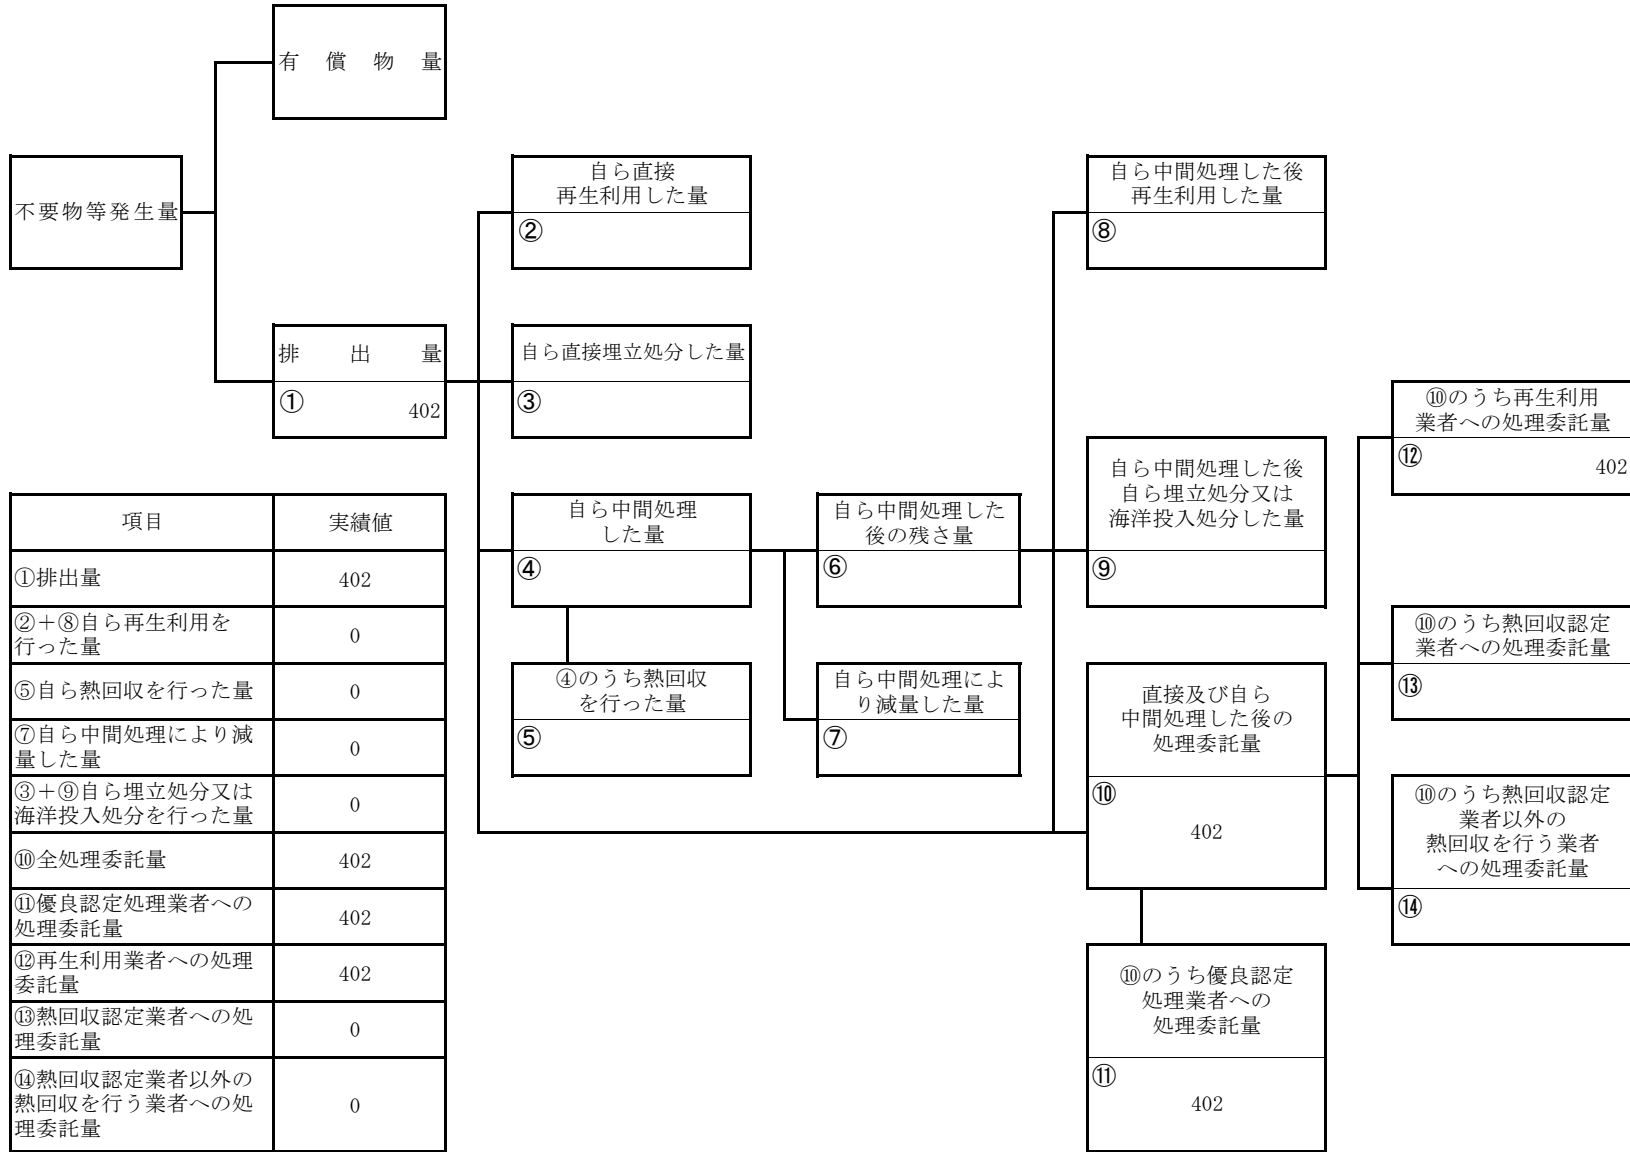 有償物量
不要物等発生量
自ら直接
再生利用した量
②
自ら中間処理した後
再生利用した量
⑧
排出量
① 402
自ら直接埋立処分した量
③
⑩のうち再生利用
業者への処理委託量
⑫ 402
自ら中間処理した後
自ら埋立処分又は
海洋投入処分した量
⑨
自ら中間処理
した量
④
自ら中間処理した
後の残さ量
⑥
⑩のうち熱回収認定
業者への処理委託量
⑬
④のうち熱回収
を行った量
⑤
自ら中間処理によ
り減量した量
⑦
直接及び自ら
中間処理した後の
処理委託量
⑩
402
⑩のうち熱回収認定
業者以外の
熱回収を行う業者
への処理委託量
⑭
⑩のうち優良認定
処理業者への
処理委託量
⑪
402
項目 実績値
①排出量 402
②＋⑧自ら再生利用を
行った量 0
⑤自ら熱回収を行った量 0
⑦自ら中間処理により減
量した量 0
③＋⑨自ら埋立処分又は
海洋投入処分を行った量 0
⑩全処理委託量 402
⑪優良認定処理業者への
処理委託量 402
⑫再生利用業者への処理
委託量 402
⑬熱回収認定業者への処
理委託量 0
⑭熱回収認定業者以外の
熱回収を行う業者への処 0
理委託量